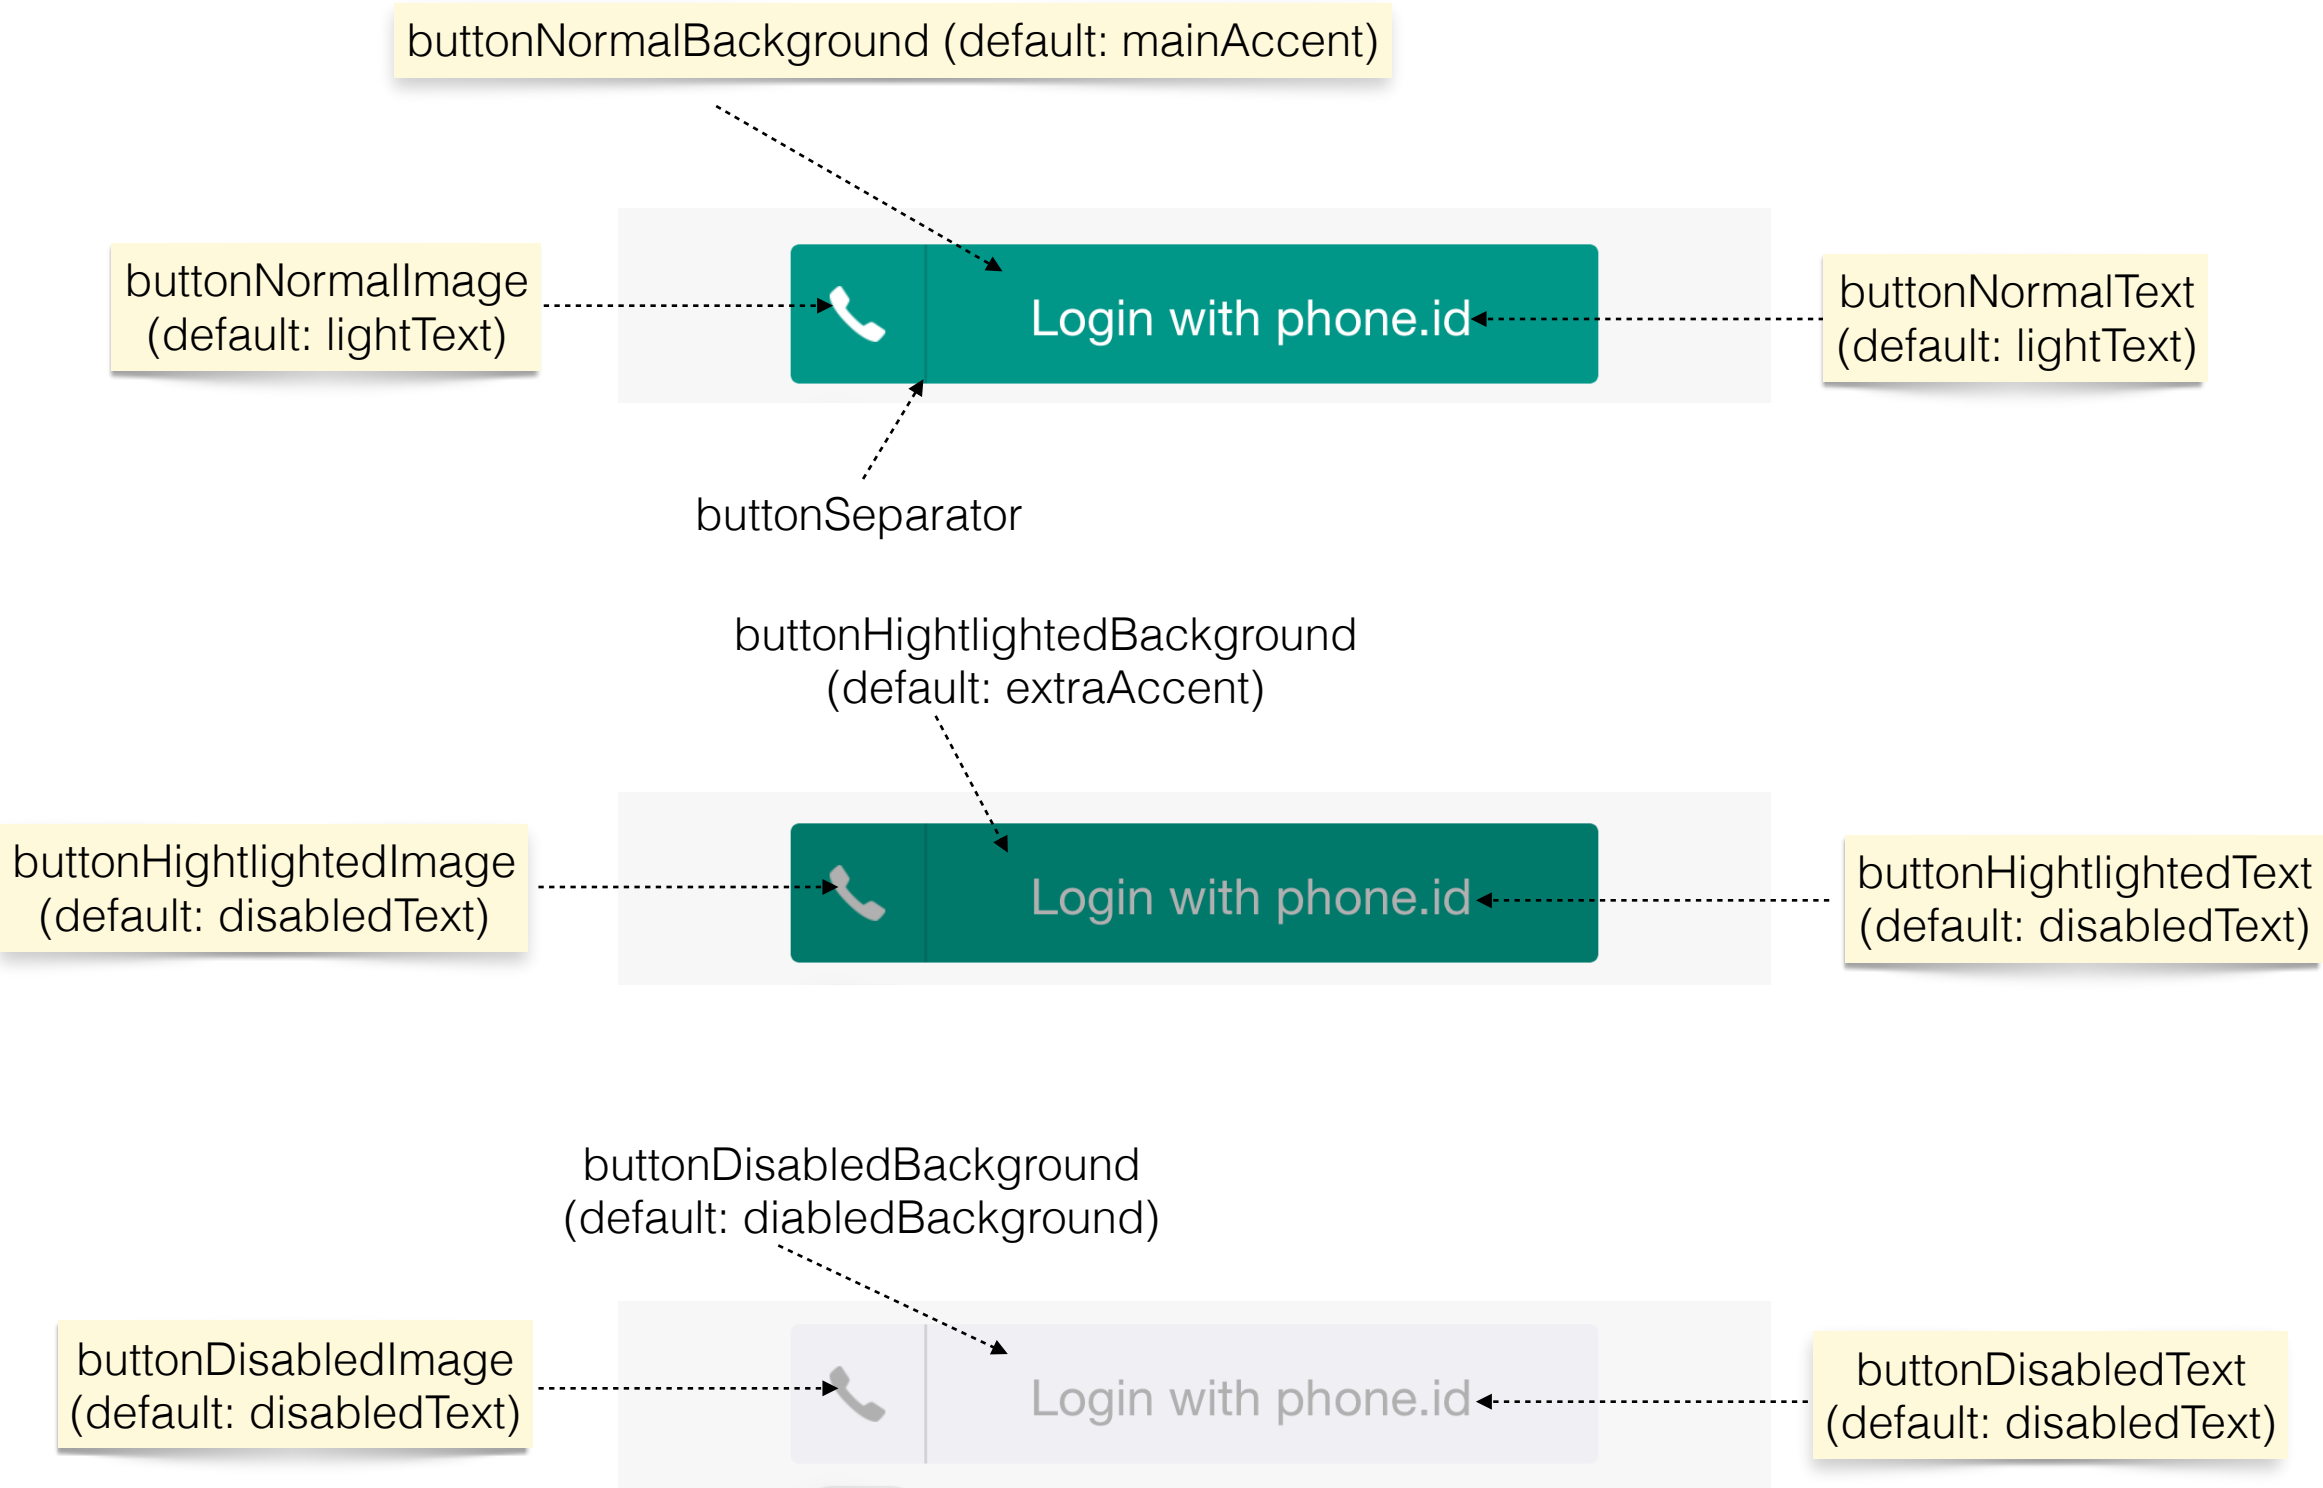 buttonNormalBackground (default: mainAccent)
buttonNormalImage
(default: lightText)
Login with phone.id
buttonNormalText
(default: lightText)
buttonSeparator
buttonHightlightedBackground
(default: extraAccent)
buttonHightlightedImage
(default: disabledText)
Login with phone.id
buttonHightlightedText
(default: disabledText)
buttonDisabledBackground
(default: diabledBackground)
buttonDisabledImage
(default: disabledText)
Login with phone.id
buttonDisabledText
(default: disabledText)